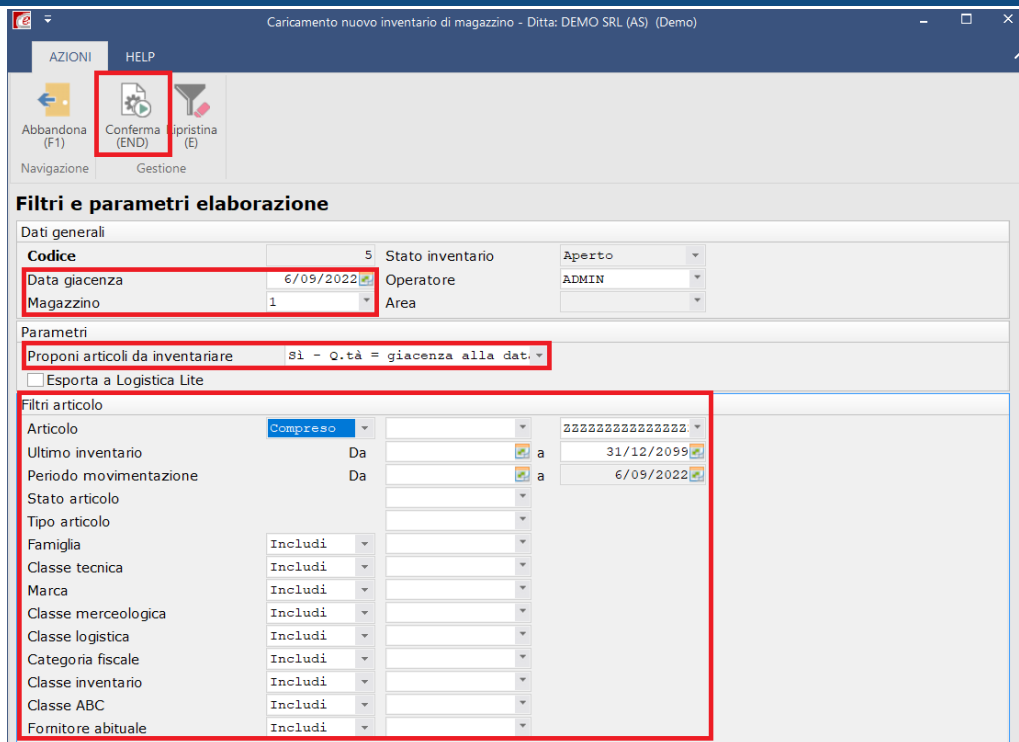 Caricamento nuovo inventario di magazzino - Ditta: DEMO SRL (AS) (Demo)
AZIONI HELP
Abbandona (F1)
Conferma (END)
Ripristina (E)
Navigazione Gestione
Filtri e parametri elaborazione
Dati generali
Codice 5 Stato inventario Aperto
Data giacenza 6/09/2022 Operatore ADMIN
Magazzino 1 Area
Parametri
Proponi articoli da inventariare Sì - Q.tà = giacenza alla dat
Esporta a Logistica Lite
Filtri articolo
Articolo Compreso ZZZZZZZZZZZZZZZ
Ultimo inventario Da a 31/12/2099
Periodo movimentazione Da a 6/09/2022
Stato articolo
Tipo articolo
Famiglia Includi
Classe tecnica Includi
Marca Includi
Classe merceologica Includi
Classe logistica Includi
Categoria fiscale Includi
Classe inventario Includi
Classe ABC Includi
Fornitore abituale Includi